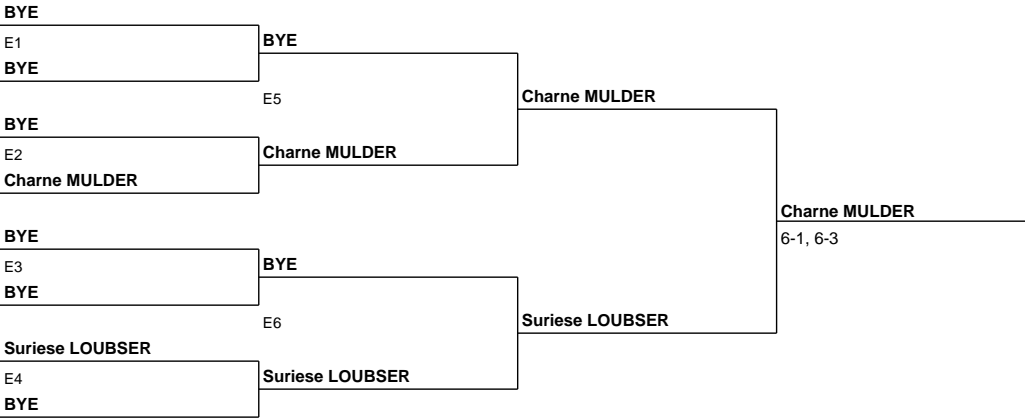 BYE
E1
BYE
BYE
E5
BYE
E2
Charne MULDER
Charne MULDER
Charne MULDER
BYE
E3
BYE
BYE
E6
Suriese LOUBSER
E4
BYE
Suriese LOUBSER
Suriese LOUBSER
Charne MULDER
6-1, 6-3